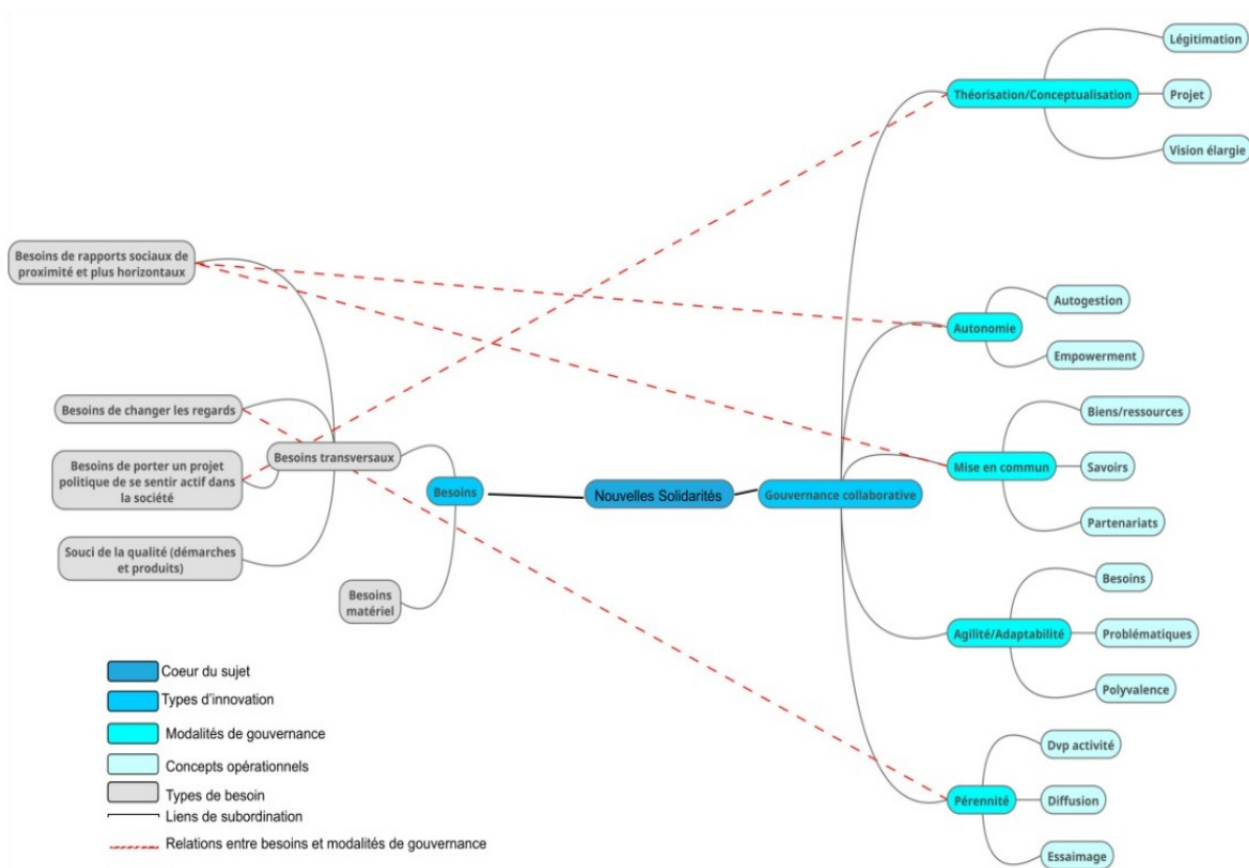 Légitimation
Théorisation/Conceptualisation
Projet
Vision élargie
Besoins de rapports sociaux de
proximité et plus horizontaux
Autogestion
Autonomie
Empowerment
Besoins de changer les regards
Biens/ressources
Besoins transversaux
Mise en commun
Savoirs
Besoins de porter un projet
politique de se sentir actif dans
la société
Besoins
Nouvelles Solidarités
Gouvernance collaborative
Partenariats
Souci de la qualité (démarches
et produits)
Besoins
matériel
Besoins
Agilité/Adaptabilité
Problématiques
Polyvalence
Dvp activité
Pérennité
Diffusion
Essaimage
Coeur du sujet
Types d'innovation
Modalités de gouvernance
Concepts opérationnels
Types de besoin
Liens de subordination
Relations entre besoins et modalités de gouvernance